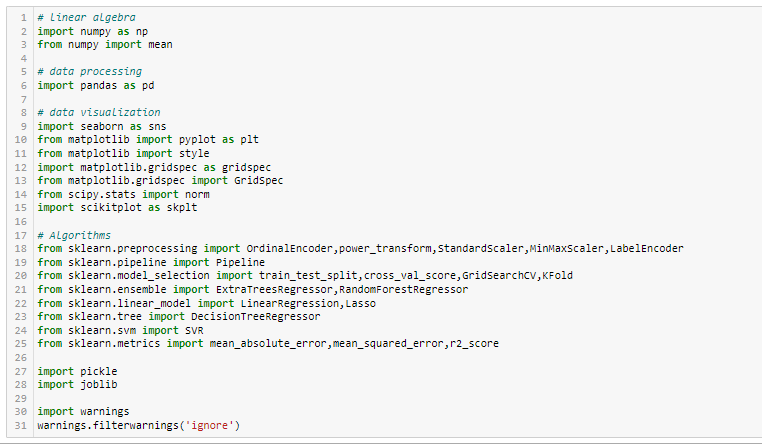 1 # linear algebra
2 import numpy as np
3 from numpy import mean
4
5 # data processing
6 import pandas as pd
7
8 # data visualization
9 import seaborn as sns
10 from matplotlib import pyplot as plt
11 from matplotlib import style
12 import matplotlib.gridspec as gridspec
13 from matplotlib.gridspec import GridSpec
14 from scipy.stats import norm
15 import scikitplot as skplt
16
17 # Algorithms
18 from sklearn.preprocessing import OrdinalEncoder,power_transform,StandardScaler,MinMaxScaler,LabelEncoder
19 from sklearn.pipeline import Pipeline
20 from sklearn.model_selection import train_test_split,cross_val_score,GridSearchCV,KFold
21 from sklearn.ensemble import ExtraTreesRegressor,RandomForestRegressor
22 from sklearn.linear_model import LinearRegression,Lasso
23 from sklearn.tree import DecisionTreeRegressor
24 from sklearn.svm import SVR
25 from sklearn.metrics import mean_absolute_error,mean_squared_error,r2_score
26
27 import pickle
28 import joblib
29
30 import warnings
31 warnings.filterwarnings('ignore')